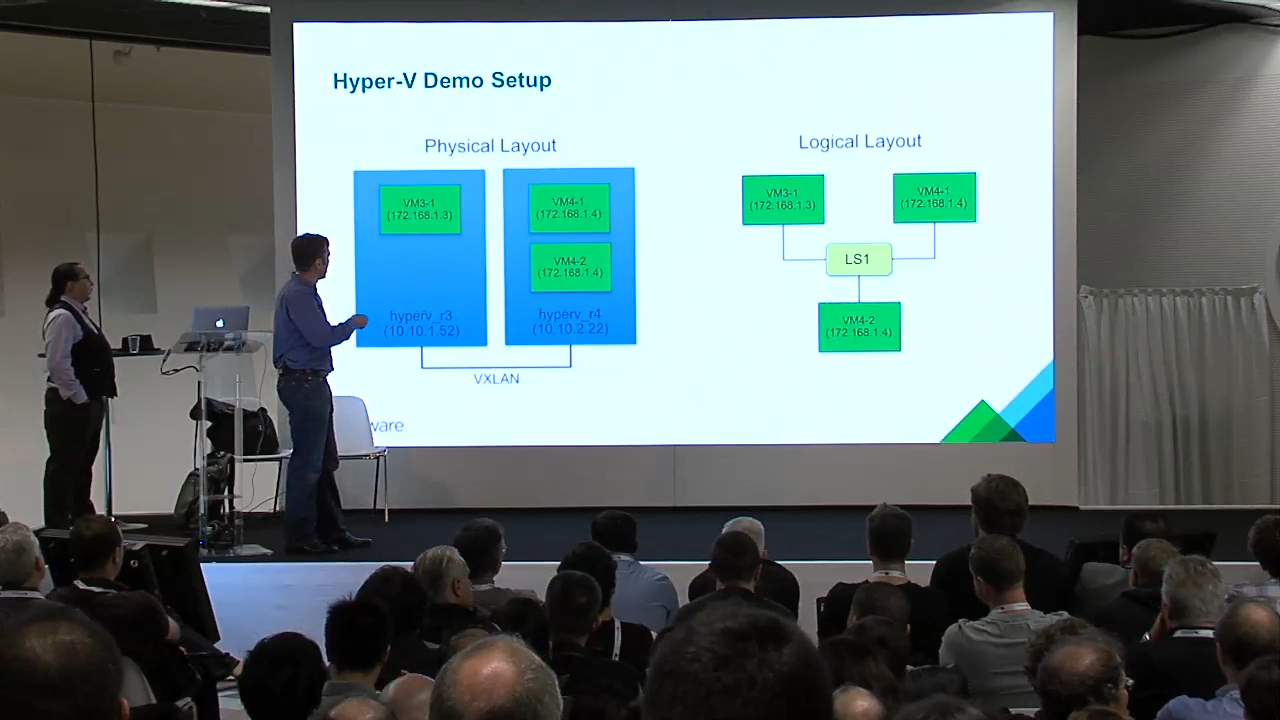 Hyper-V Demo Setup
Physical Layout
Logical Layout
VM3-1
(172.168.1.3)
VM4-1
(172.168.1.4)
VM4-2
(172.168.1.4)
hyperv_r3
(10.10.1.52)
hyperv_r4
(10.10.2.22)
VXLAN
VM3-1
(172.168.1.3)
VM4-1
(172.168.1.4)
LS1
VM4-2
(172.168.1.4)
ware